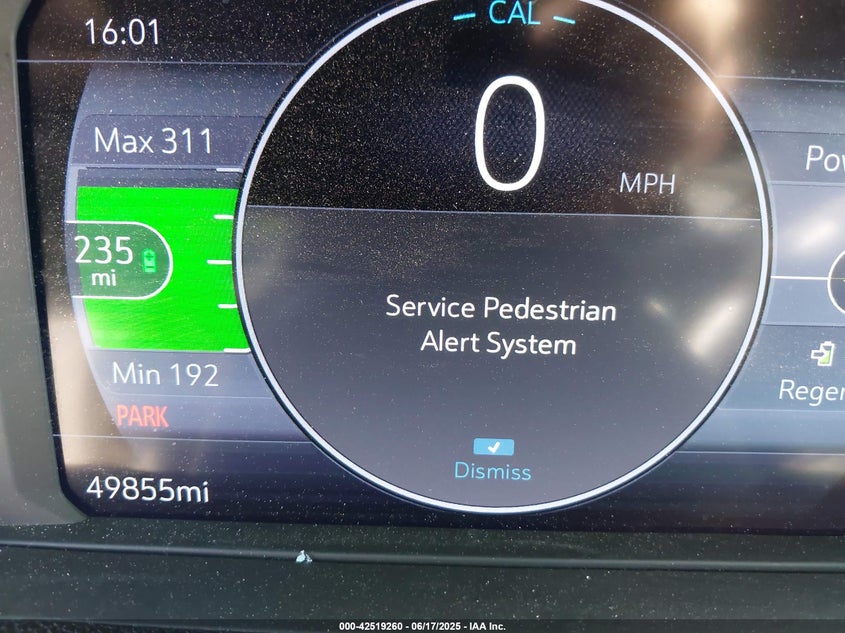 16:01
CAL
Max 311
0
MPH
235
mi
Service Pedestrian
Alert System
Min 192
PARK
Dismiss
49855mi
000-42519260 - 06/17/2025 - IAA Inc.